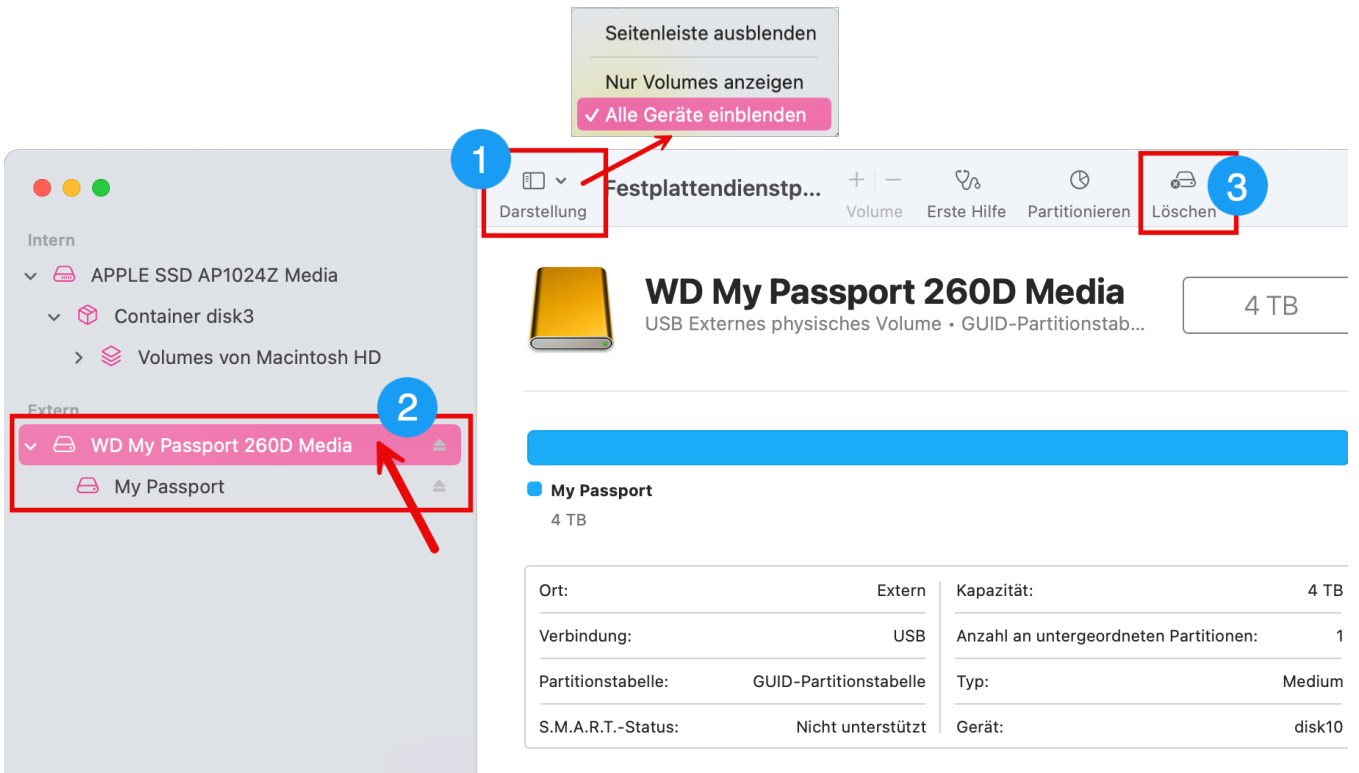 Seitenleiste ausblenden
Nur Volumes anzeigen
✓ Alle Geräte einblenden
1
Darstellung
Festplattendienstp...
Volume
Erste Hilfe
Partitionieren
Löschen
3
Intern
APPLE SSD AP1024Z Media
Container disk3
Volumes von Macintosh HD
Extern
2
WD My Passport 260D Media
My Passport
WD My Passport 260D Media
USB Externes physisches Volume • GUID-Partitionstab...
4 TB
My Passport
4 TB
Ort: Extern
Verbindung: USB
Partitionstabelle: GUID-Partitionstabelle
S.M.A.R.T.-Status: Nicht unterstützt
Kapazität: 4 TB
Anzahl an untergeordneten Partitionen: 1
Typ: Medium
Gerät: disk10